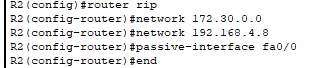 R2(config)#router rip
R2(config-router)#network 172.30.0.0
R2(config-router)#network 192.168.4.8
R2(config-router)#passive-interface fa0/0
R2(config-router)#end